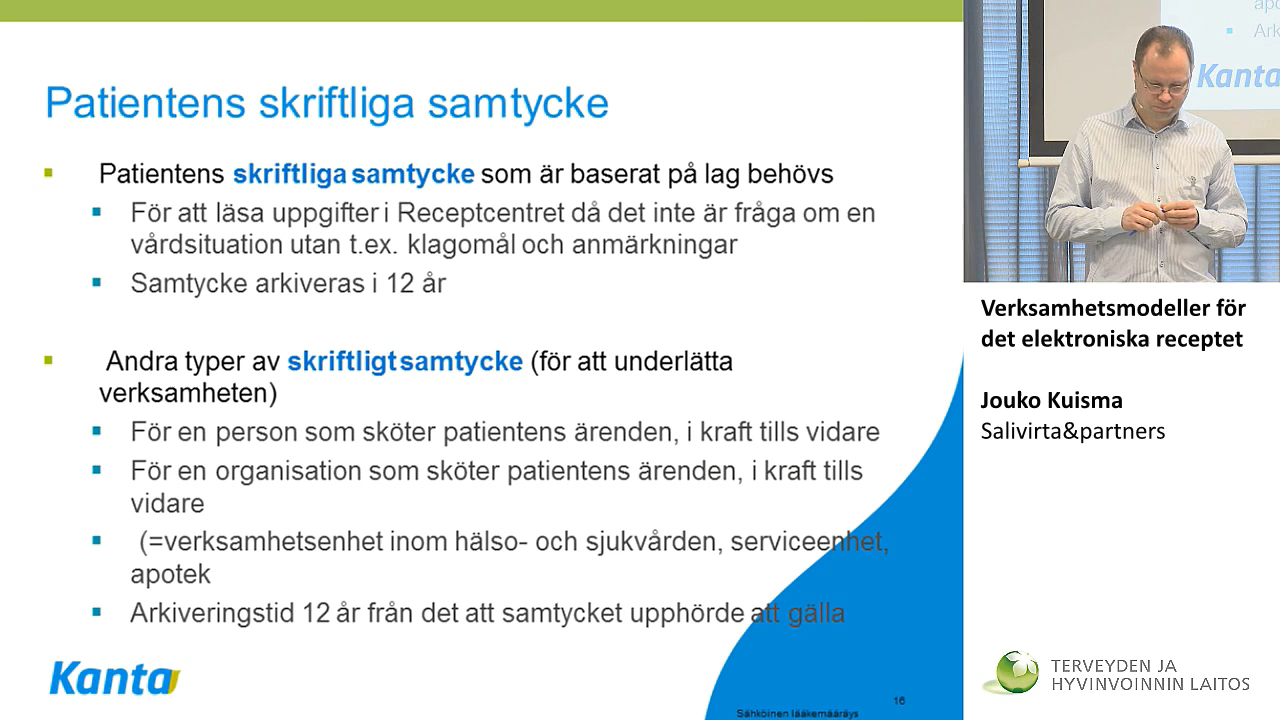 Patientens skriftliga samtycke
Patientens skriftliga samtycke som är baserat på lag behövs
För att läsa uppgifter i Receptcentret då det inte är fråga om en
vårdsituation utan t.ex. klagomål och anmärkningar
Samtycke arkiveras i 12 år
Andra typer av skriftligt samtycke (för att underlätta
verksamheten)
För en person som sköter patientens ärenden, i kraft tills vidare
För en organisation som sköter patientens ärenden, i kraft tills
vidare
(=verksamhetsenhet inom hälso- och sjukvården, serviceenhet,
apotek
Arkiveringstid 12 år från det att samtycket upphörde att gälla
Kanta
16
Sähköinen lääkemääräys
Ark
Kanta
Verksamhetsmodeller för
det elektroniska receptet
Jouko Kuisma
Salivirta&partners
TERVEYDEN JA
HYVINVOINNIN LAITOS